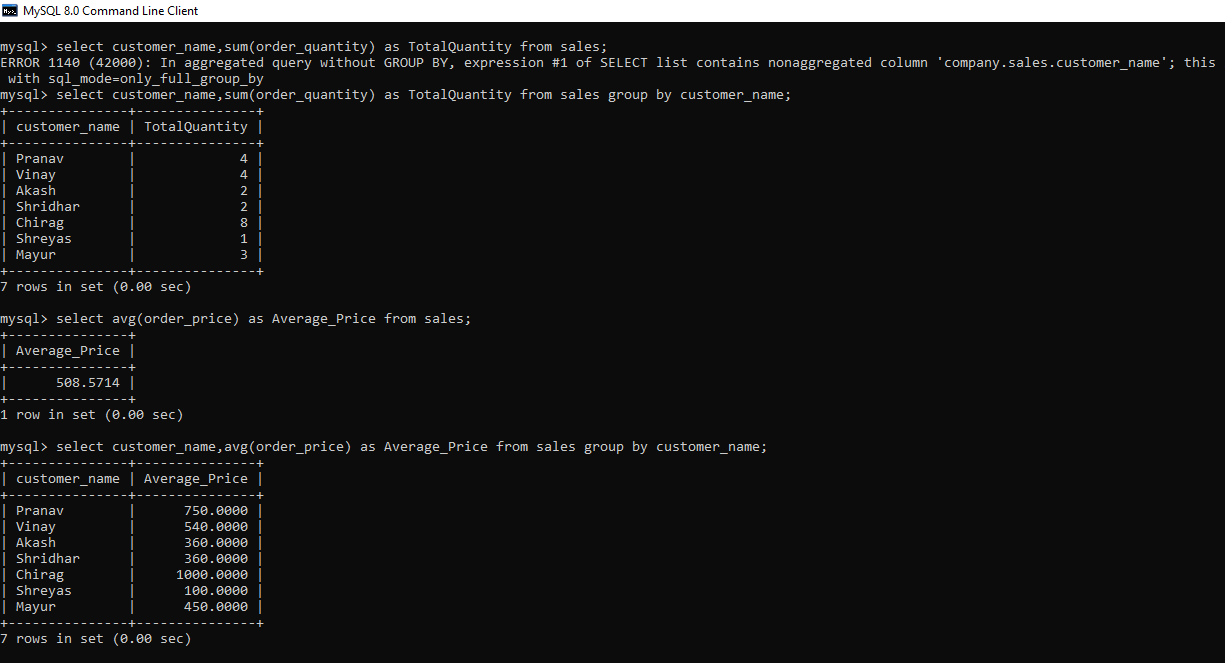 MySQL 8.0 Command Line Client
mysql> select customer_name,sum(order_quantity) as TotalQuantity from sales;
ERROR 1140 (42000): In aggregated query without GROUP BY, expression #1 of SELECT list contains nonaggregated column 'company.sales.customer_name'; this
 with sql_mode=only_full_group_by
mysql> select customer_name,sum(order_quantity) as TotalQuantity from sales group by customer_name;
+---------------+---------------+
| customer_name | TotalQuantity |
+---------------+---------------+
| Pranav        |             4 |
| Vinay         |             4 |
| Akash         |             2 |
| Shridhar      |             2 |
| Chirag        |             8 |
| Shreyas       |             1 |
| Mayur         |             3 |
+---------------+---------------+
7 rows in set (0.00 sec)
mysql> select avg(order_price) as Average_Price from sales;
+---------------+
| Average_Price |
+---------------+
|      508.5714 |
+---------------+
1 row in set (0.00 sec)
mysql> select customer_name,avg(order_price) as Average_Price from sales group by customer_name;
+---------------+---------------+
| customer_name | Average_Price |
+---------------+---------------+
| Pranav        |      750.0000 |
| Vinay         |      540.0000 |
| Akash         |      360.0000 |
| Shridhar      |      360.0000 |
| Chirag        |     1000.0000 |
| Shreyas       |      100.0000 |
| Mayur         |      450.0000 |
+---------------+---------------+
7 rows in set (0.00 sec)